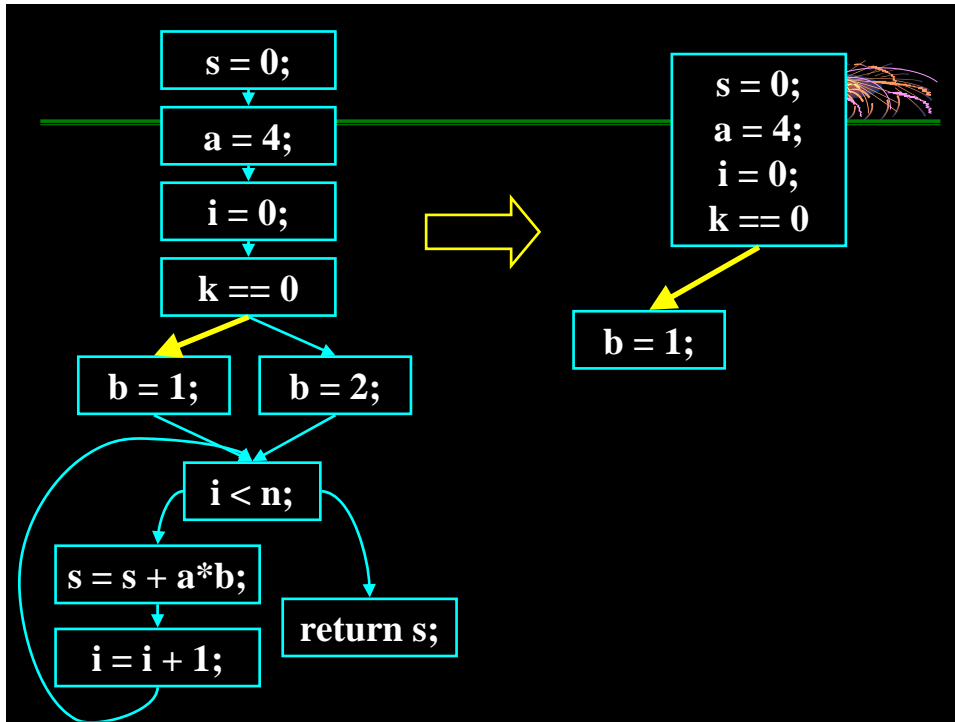 s = 0;
a = 4;
i = 0;
k == 0
b = 1;
b = 2;
i < n;
s = s + a*b;
i = i + 1;
return s;
s = 0;
a = 4;
i = 0;
k == 0
b = 1;